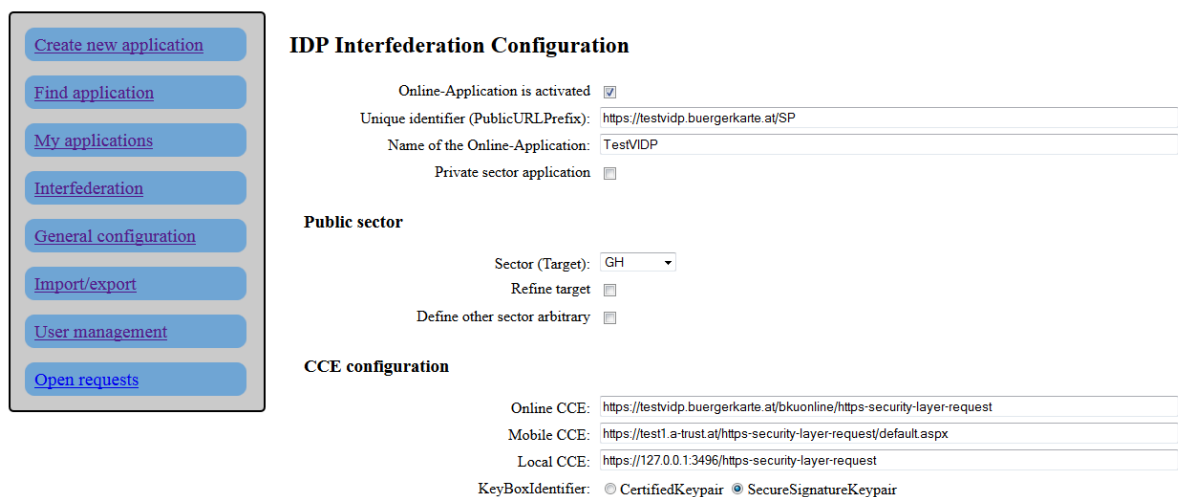 Create new application
Find application
My applications
Interfederation
General configuration
Import/export
User management
Open requests
IDP Interfederation Configuration
Online-Application is activated
Unique identifier (PublicURLPrefix): https://testvidp.buergerkarte.at/SP
Name of the Online-Application: TestVIDP
Private sector application
Public sector
Sector (Target): GH
Refine target
Define other sector arbitrary
CCE configuration
Online CCE: https://testvidp.buergerkarte.at/bkuonline/https-security-layer-request
Mobile CCE: https://test1.a-trust.at/https-security-layer-request/default.aspx
Local CCE: https://127.0.0.1:3496/https-security-layer-request
KeyBoxIdentifier: CertifiedKeypair SecureSignatureKeypair